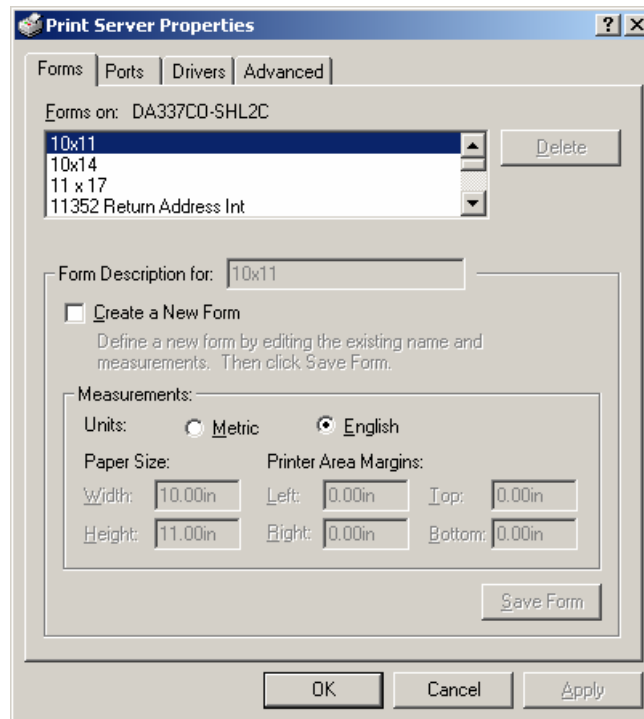 Print Server Properties
Forms Ports Drivers Advanced
Forms on: DA337CO-SHL2C
10x11
10x14
11 x 17
11352 Return Address Int
Delete
Form Description for: 10x11
Create a New Form
Define a new form by editing the existing name and
measurements. Then click Save Form.
Measurements:
Units: Metric English
Paper Size: Printer Area Margins:
Width: 10.00in Left: 0.00in Top: 0.00in
Height: 11.00in Right: 0.00in Bottom: 0.00in
Save Form
OK Cancel Apply